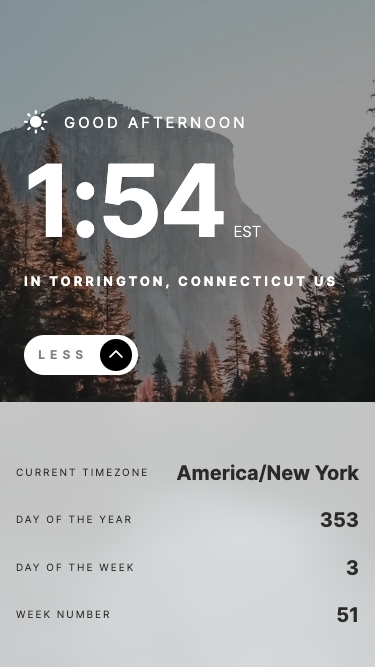 GOOD AFTERNOON
1:54 EST
IN TORRINGTON, CONNECTICUT US
LESS
CURRENT TIMEZONE America/New York
DAY OF THE YEAR 353
DAY OF THE WEEK 3
WEEK NUMBER 51